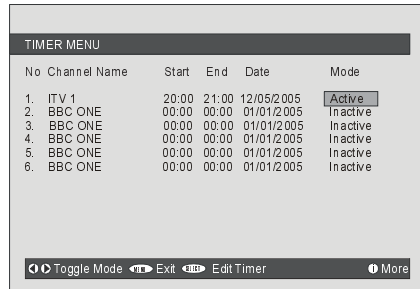 TIMER MENU
No Channel Name Start End Date Mode
1. ITV 1 20:00 21:00 12/05/2005 Active
2. BBC ONE 00:00 00:00 01/01/2005 Inactive
3. BBC ONE 00:00 00:00 01/01/2005 Inactive
4. BBC ONE 00:00 00:00 01/01/2005 Inactive
5. BBC ONE 00:00 00:00 01/01/2005 Inactive
6. BBC ONE 00:00 00:00 01/01/2005 Inactive
Toggle Mode MENU Exit SELECT Edit Timer i More